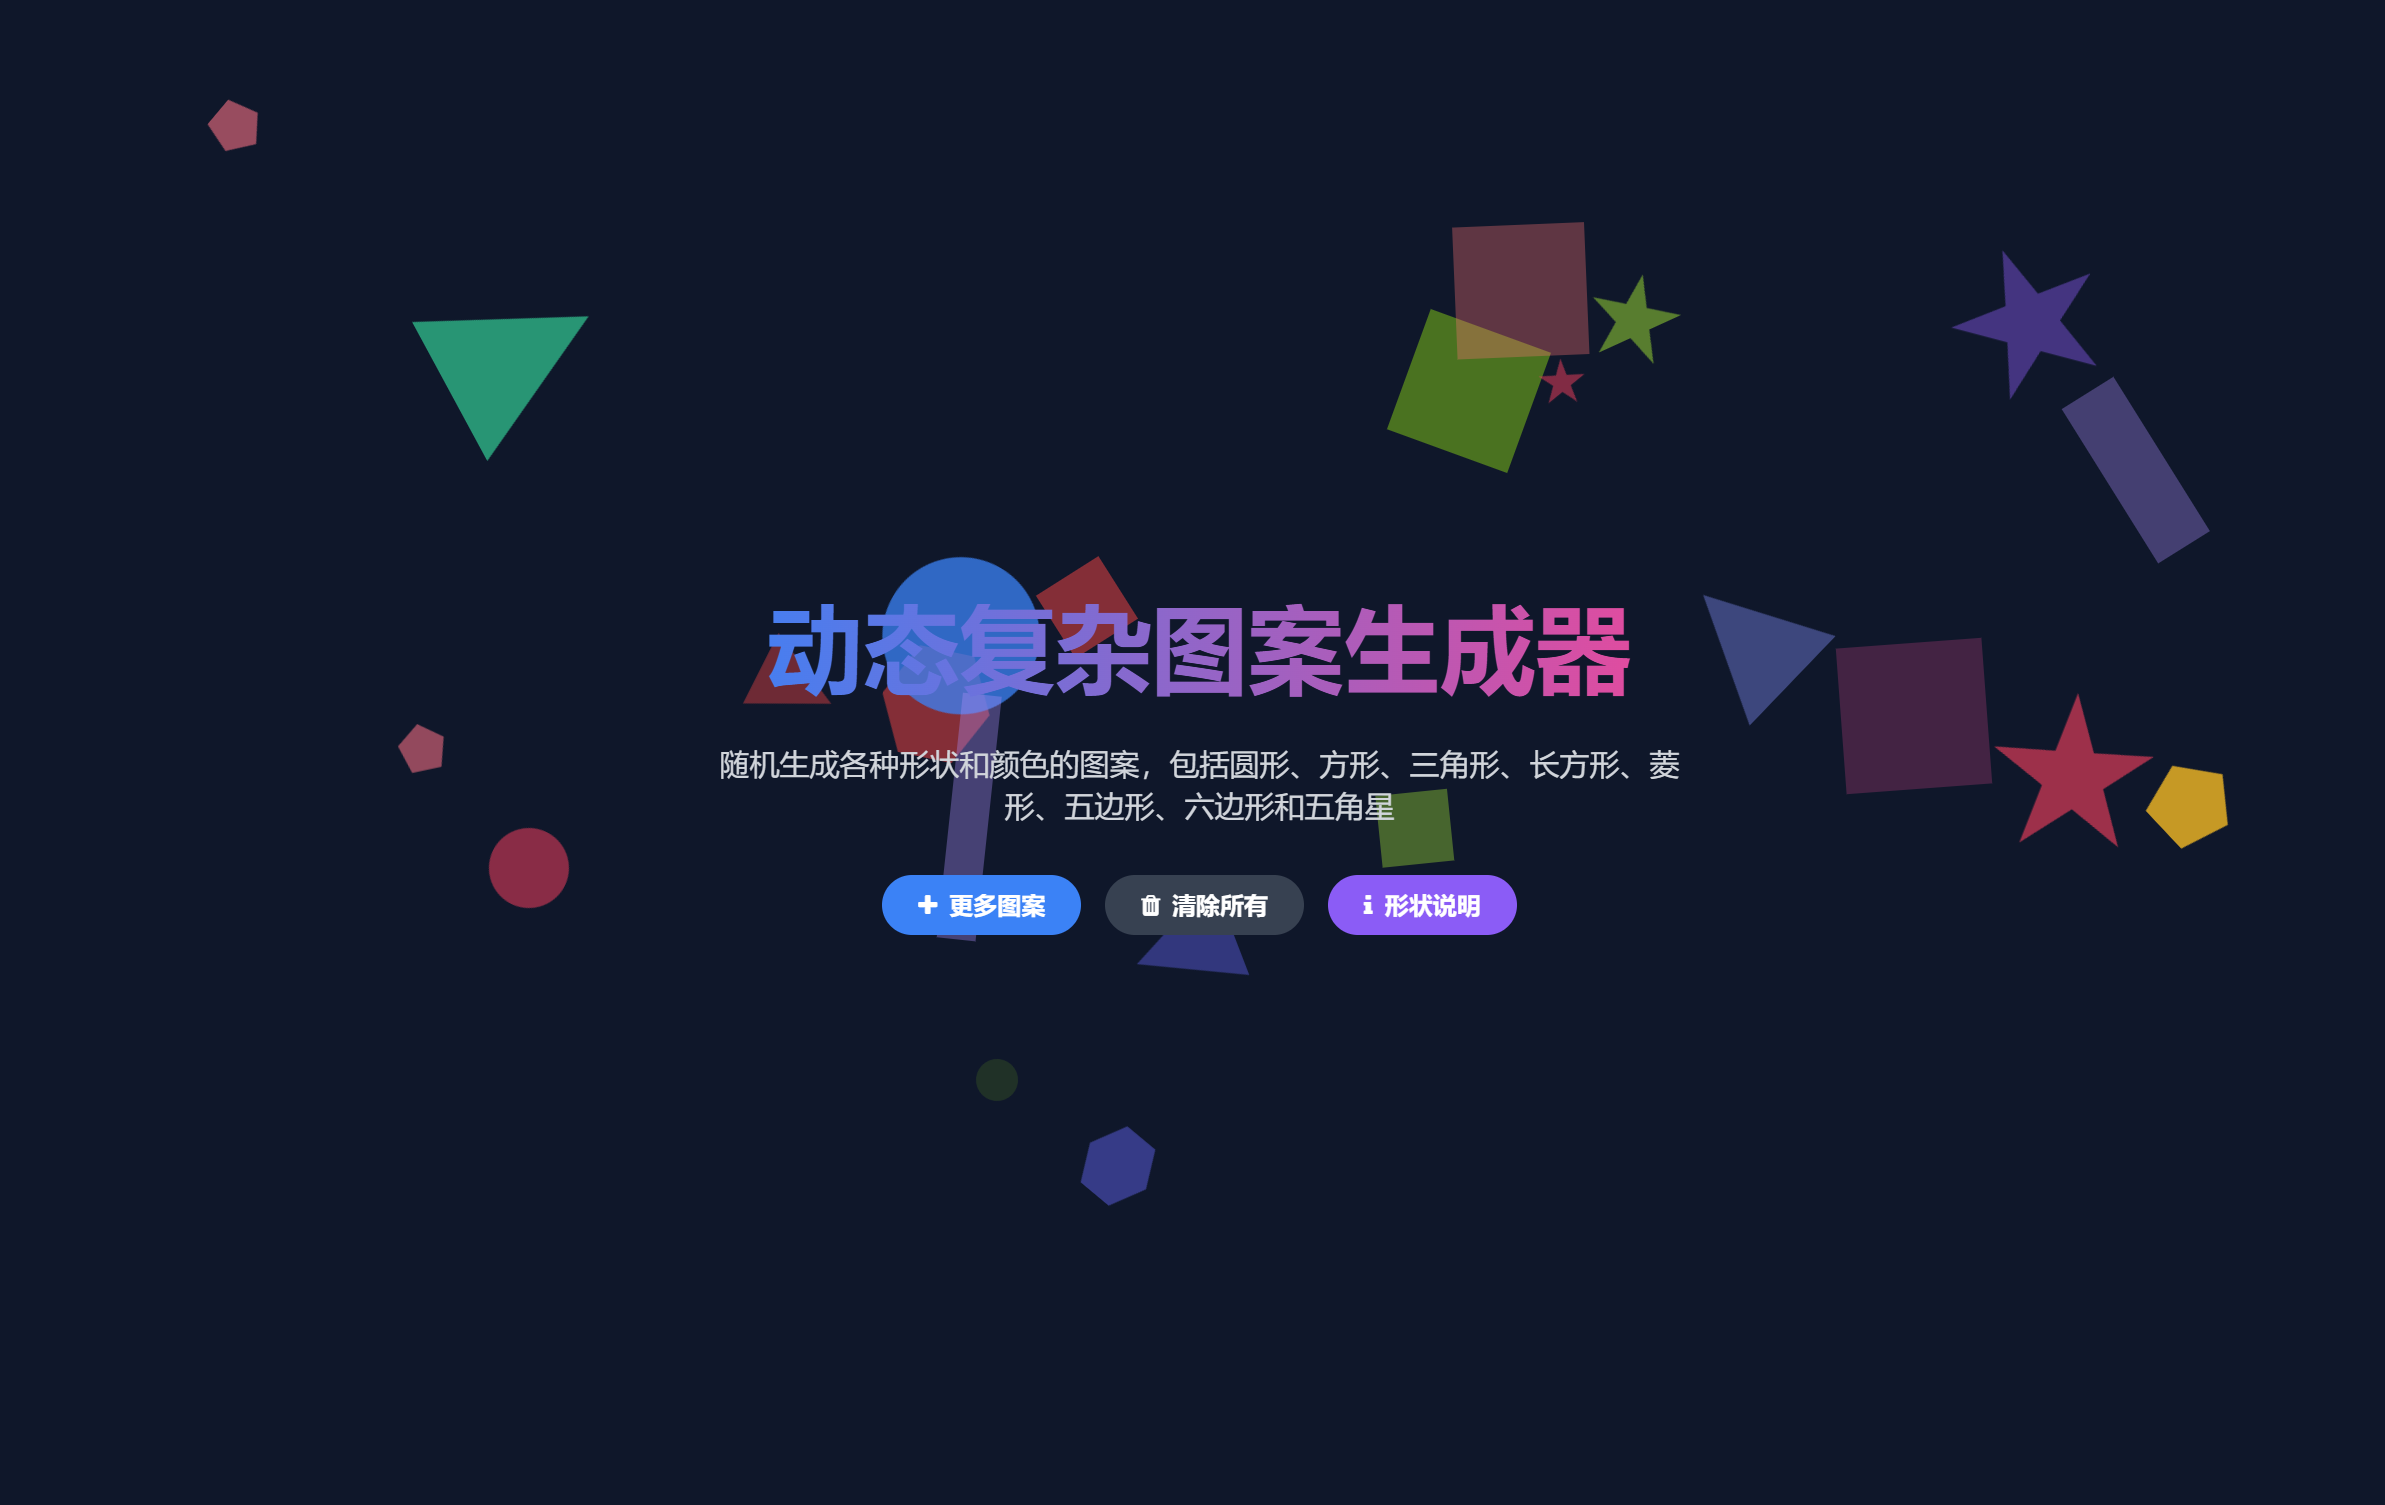 动态复杂图案生成器
随机生成各种形状和颜色的图案，包括圆形、方形、三角形、长方形、菱
形、五边形、六边形和五角星
更多图案
清除所有
形状说明